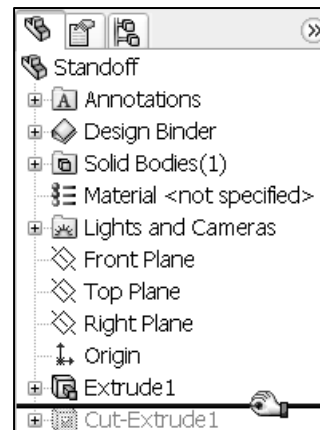 Standoff
Annotations
Design Binder
Solid Bodies(1)
Material <not specified>
Lights and Cameras
Front Plane
Top Plane
Right Plane
Origin
Extrude1
Cut-Extrude1